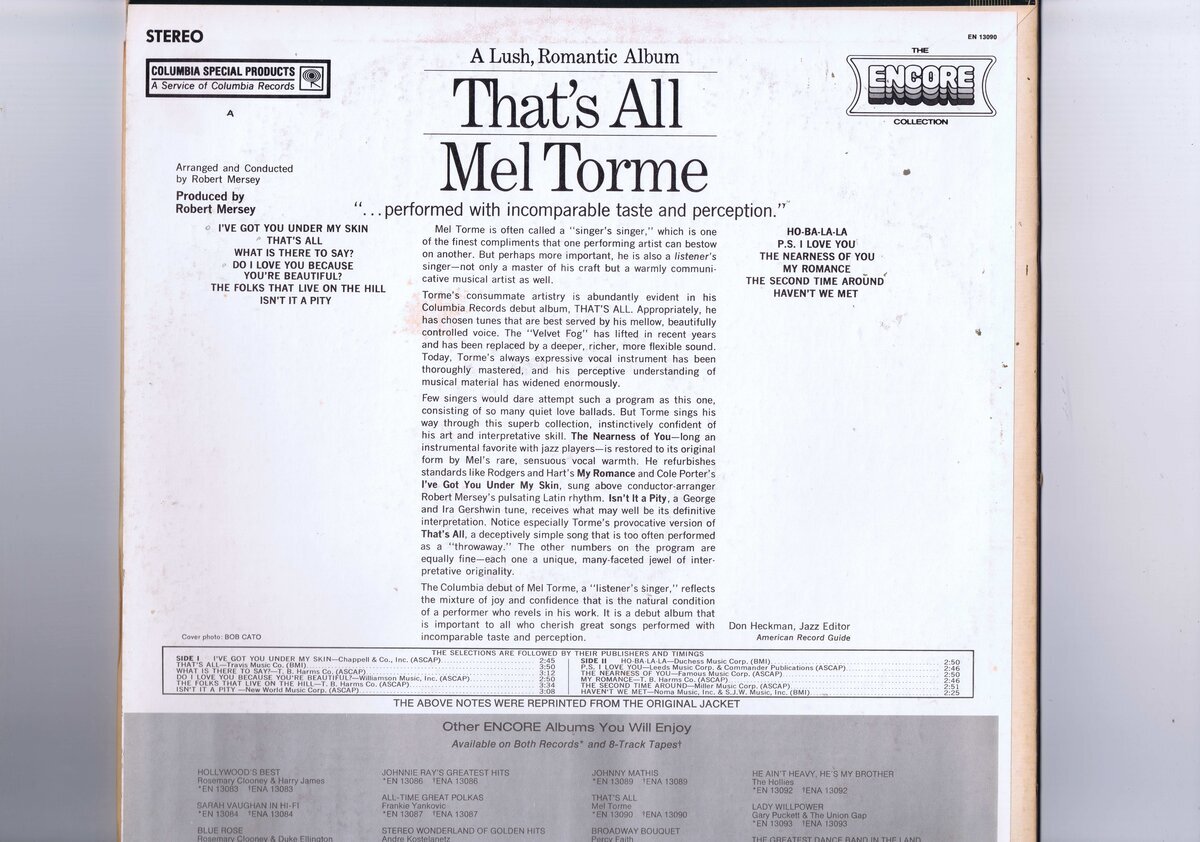 STEREO
EN 13090
COLUMBIA SPECIAL PRODUCTS
A Service of Columbia Records
A
A Lush, Romantic Album
That's All
Mel Torme
THE
ENCORE
COLLECTION
Arranged and Conducted
by Robert Mersey
Produced by
Robert Mersey
"...performed with incomparable taste and perception."
I'VE GOT YOU UNDER MY SKIN
THAT'S ALL
WHAT IS THERE TO SAY?
DO I LOVE YOU BECAUSE
YOU'RE BEAUTIFUL?
THE FOLKS THAT LIVE ON THE HILL
ISN'T IT A PITY
Mel Torme is often called a "singer's singer," which is one
of the finest compliments that one performing artist can bestow
on another. But perhaps more important, he is also a listener's
singer—not only a master of his craft but a warmly communi-
cative musical artist as well.
Torme's consummate artistry is abundantly evident in his
Columbia Records debut album, THAT'S ALL. Appropriately, he
has chosen tunes that are best served by his mellow, beautifully
controlled voice. The "Velvet Fog" has lifted in recent years
and has been replaced by a deeper, richer, more flexible sound.
Today, Torme's always expressive vocal instrument has been
thoroughly mastered, and his perceptive understanding of
musical material has widened enormously.
Few singers would dare attempt such a program as this one,
consisting of so many quiet love ballads. But Torme sings his
way through this superb collection, instinctively confident of
his art and interpretative skill. The Nearness of You—long an
instrumental favorite with jazz players—is restored to its original
form by Mel's rare, sensuous vocal warmth. He refurbishes
standards like Rodgers and Hart's My Romance and Cole Porter's
I've Got You Under My Skin, sung above conductor-arranger
Robert Mersey's pulsating Latin rhythm. Isn't It a Pity, a George
and Ira Gershwin tune, receives what may well be its definitive
interpretation. Notice especially Torme's provocative version of
That's All, a deceptively simple song that is too often performed
as a "throwaway." The other numbers on the program are
equally fine—each one a unique, many-faceted jewel of inter-
pretative originality.
The Columbia debut of Mel Torme, a "listener's singer," reflects
the mixture of joy and confidence that is the natural condition
of a performer who revels in his work. It is a debut album that
is important to all who cherish great songs performed with
incomparable taste and perception.
HO-BA-LA-LA
P.S. I LOVE YOU
THE NEARNESS OF YOU
MY ROMANCE
THE SECOND TIME AROUND
HAVEN'T WE MET
Don Heckman, Jazz Editor
American Record Guide
Cover photo: BOB CATO
THE SELECTIONS ARE FOLLOWED BY THEIR PUBLISHERS AND TIMINGS
SIDE I I'VE GOT YOU UNDER MY SKIN—Chappell & Co., Inc. (ASCAP) 2:45
THAT'S ALL—Travis Music Co. (BMI) 3:50
WHAT IS THERE TO SAY?—T. B. Harms Co. (ASCAP) 3:12
DO I LOVE YOU BECAUSE YOU'RE BEAUTIFUL?—Williamson Music, Inc. (ASCAP) 2:50
THE FOLKS THAT LIVE ON THE HILL—T. B. Harms Co. (ASCAP) 3:34
ISN'T IT A PITY—New World Music Corp. (ASCAP) 3:08
SIDE II HO-BA-LA-LA—Duchess Music Corp. (BMI) 2:50
P.S. I LOVE YOU—Leeds Music Corp. & Commander Publications (ASCAP) 2:46
THE NEARNESS OF YOU—Famous Music Corp. (ASCAP) 2:50
MY ROMANCE—T. B. Harms Co. (ASCAP) 2:46
THE SECOND TIME AROUND—Miller Music Corp. (ASCAP) 2:51
HAVEN'T WE MET—Noma Music, Inc. & S.J.W. Music, Inc. (BMI) 2:25
THE ABOVE NOTES WERE REPRINTED FROM THE ORIGINAL JACKET
Other ENCORE Albums You Will Enjoy
Available on Both Records* and 8-Track Tapes†
HOLLYWOOD'S BEST
Rosemary Clooney & Harry James
*EN 13083 †ENA 13083
SARAH VAUGHAN IN HI-FI
*EN 13084 †ENA 13084
BLUE ROSE
Rosemary Clooney & Duke Ellington
JOHNNIE RAY'S GREATEST HITS
*EN 13086 †ENA 13086
ALL-TIME GREAT POLKAS
Frankie Yankovic
*EN 13087 †ENA 13087
STEREO WONDERLAND OF GOLDEN HITS
Andre Kostelanetz
JOHNNY MATHIS
*EN 13089 †ENA 13089
THAT'S ALL
Mel Torme
*EN 13090 †ENA 13090
BROADWAY BOUQUET
Percy Faith
HE AIN'T HEAVY, HE'S MY BROTHER
The Hollies
*EN 13092 †ENA 13092
LADY WILLPOWER
Gary Puckett & The Union Gap
*EN 13093 †ENA 13093
THE GREATEST DANCE BAND IN THE LAND